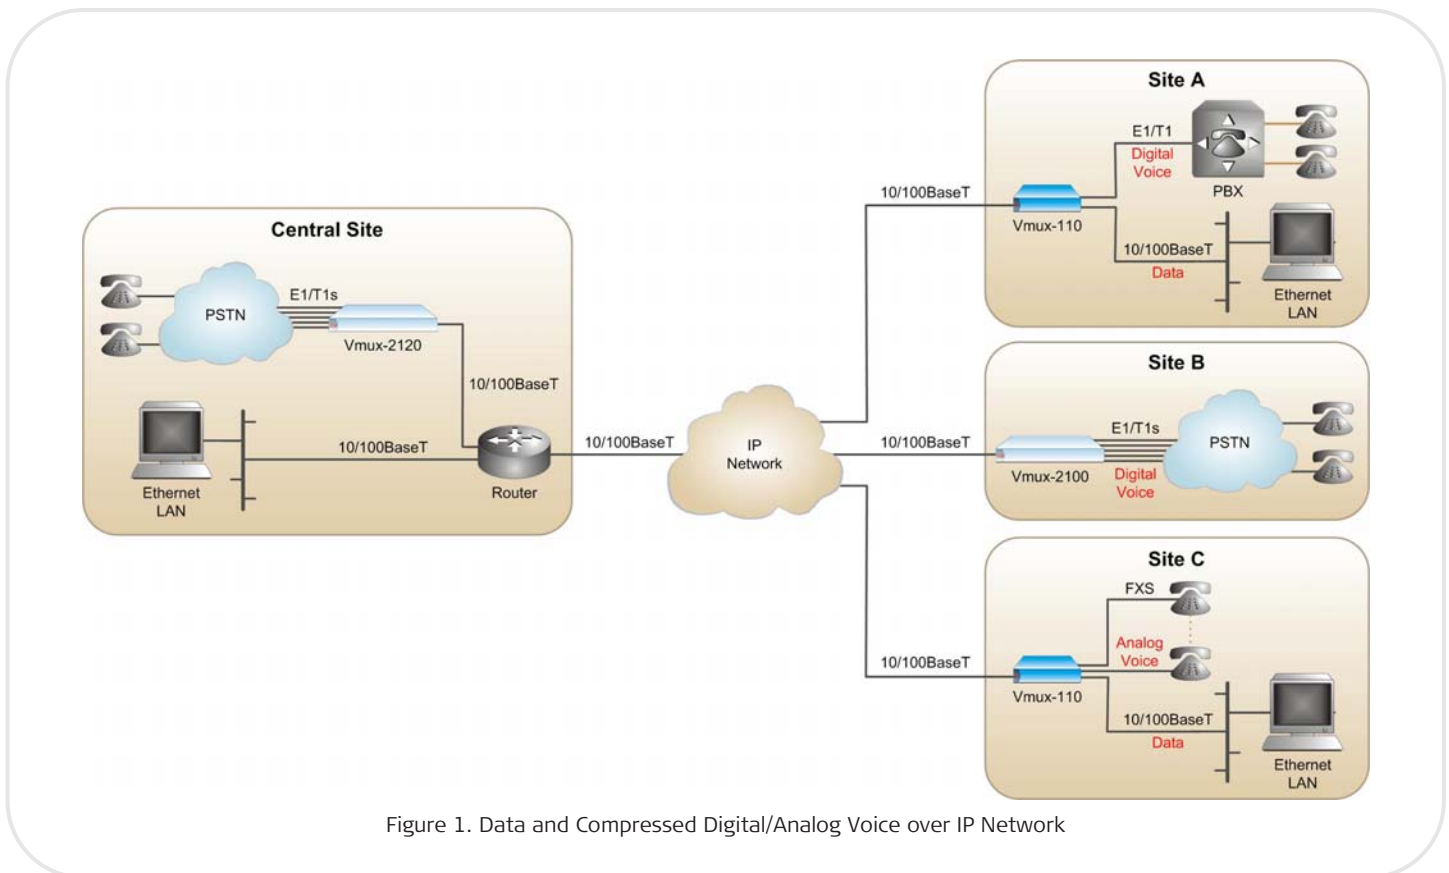 Central Site
PSTN
E1/T1s
Vmux-2120
10/100BaseT
10/100BaseT
Router
Ethernet
LAN
10/100BaseT
IP
Network
10/100BaseT
10/100BaseT
10/100BaseT
Site A
E1/T1
Digital
Voice
PBX
Vmux-110
10/100BaseT
Data
Ethernet
LAN
Site B
E1/T1s
PSTN
Vmux-2100
Digital
Voice
Site C
FXS
Analog
Voice
Vmux-110
10/100BaseT
Data
Ethernet
LAN
Figure 1. Data and Compressed Digital/Analog Voice over IP Network